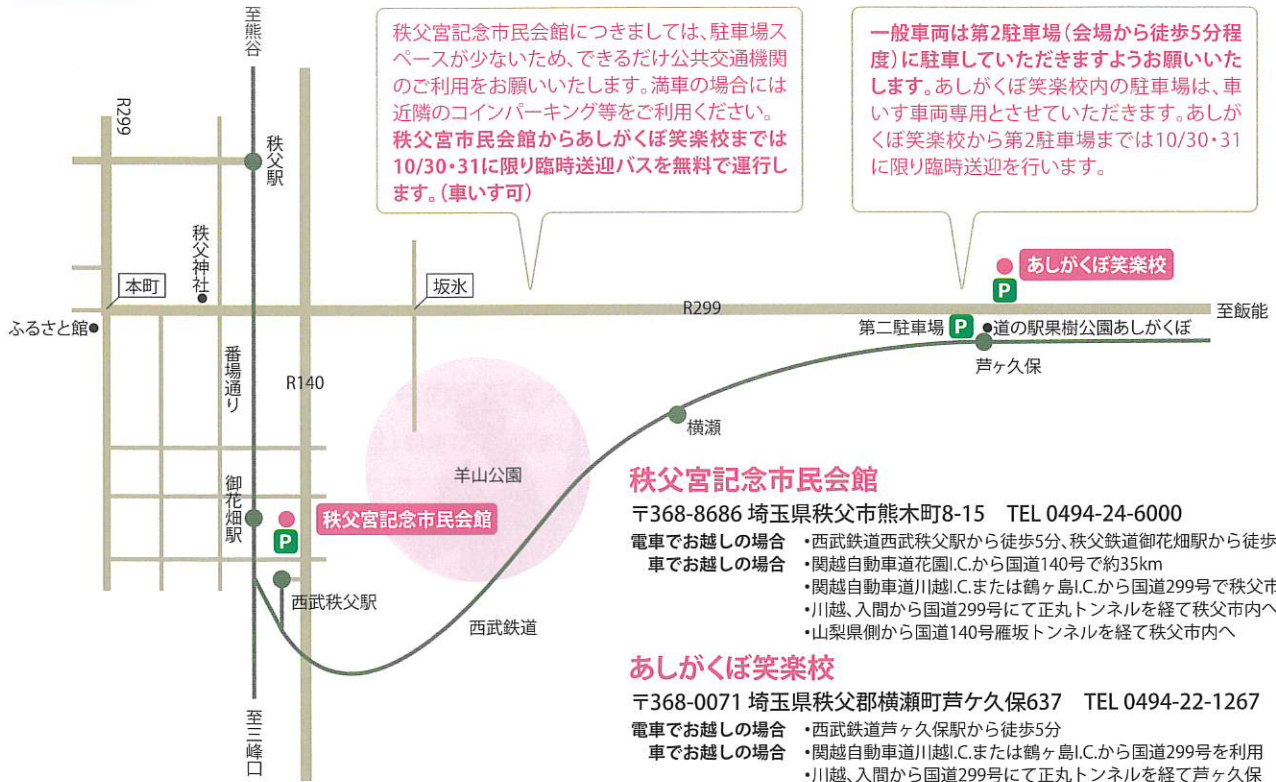 至熊谷
R299
秩父駅
秩父神社
本町
坂氷
ふるさと館
番場通り
R140
R299
至飯能
秩父宮記念市民会館につきましては、駐車場ス
ペースが少ないため、できるだけ公共交通機関
のご利用をお願いいたします。満車の場合には
近隣のコインパーキング等をご利用ください。
秩父宮市民会館からあしがくぼ笑楽校までは
10/30・31に限り臨時送迎バスを無料で運行し
ます。(車いす可)
一般車両は第2駐車場(会場から徒歩5分程
度)に駐車していただきますようお願いいた
します。あしがくぼ笑楽校内の駐車場は、車
いす車両専用とさせていただきます。あしが
くぼ笑楽校から第2駐車場までは10/30・31
に限り臨時送迎を行います。
あしがくぼ笑楽校
P
第二駐車場 P
道の駅果樹公園あしがくぼ
芦ヶ久保
横瀬
羊山公園
御花畑駅
秩父宮記念市民会館
P
西武秩父駅
西武鉄道
至三峰口
秩父宮記念市民会館
〒368-8686 埼玉県秩父市熊木町8-15 TEL 0494-24-6000
電車でお越しの場合 ・西武鉄道西武秩父駅から徒歩5分、秩父鉄道御花畑駅から徒歩
車でお越しの場合 ・関越自動車道花園I.C.から国道140号で約35km
・関越自動車道川越I.C.または鶴ヶ島I.C.から国道299号で秩父市
・川越、入間から国道299号にて正丸トンネルを経て秩父市内へ
・山梨県側から国道140号雁坂トンネルを経て秩父市内へ
あしがくぼ笑楽校
〒368-0071 埼玉県秩父郡横瀬町芦ケ久保637 TEL 0494-22-1267
電車でお越しの場合 ・西武鉄道芦ヶ久保駅から徒歩5分
車でお越しの場合 ・関越自動車道川越I.C.または鶴ヶ島I.C.から国道299号を利用
・川越、入間から国道299号にて正丸トンネルを経て芦ヶ久保